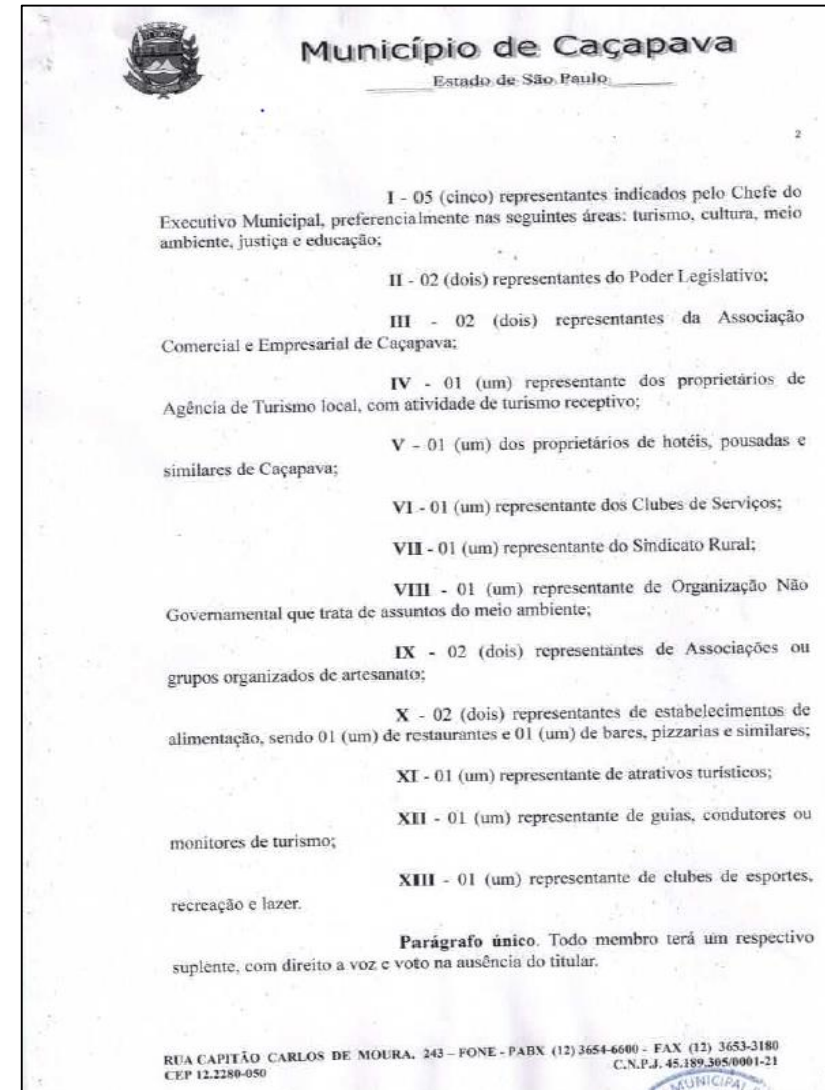 Município de Caçapava
Estado de São Paulo
2
I - 05 (cinco) representantes indicados pelo Chefe do
Executivo Municipal, preferencialmente nas seguintes áreas: turismo, cultura, meio
ambiente, justiça e educação;
II - 02 (dois) representantes do Poder Legislativo;
III - 02 (dois) representantes da Associação
Comercial e Empresarial de Caçapava;
IV - 01 (um) representante dos proprietários de
Agência de Turismo local, com atividade de turismo receptivo;
V - 01 (um) dos proprietários de hotéis, pousadas e
similares de Caçapava;
VI - 01 (um) representante dos Clubes de Serviços;
VII - 01 (um) representante do Sindicato Rural;
VIII - 01 (um) representante de Organização Não
Governamental que trata de assuntos do meio ambiente;
IX - 02 (dois) representantes de Associações ou
grupos organizados de artesanato;
X - 02 (dois) representantes de estabelecimentos de
alimentação, sendo 01 (um) de restaurantes e 01 (um) de bares, pizzarias e similares;
XI - 01 (um) representante de atrativos turísticos;
XII - 01 (um) representante de guias, condutores ou
monitores de turismo;
XIII - 01 (um) representante de clubes de esportes,
recreação e lazer.
Parágrafo único. Todo membro terá um respectivo
suplente, com direito a voz e voto na ausência do titular.
RUA CAPITÃO CARLOS DE MOURA, 243 – FONE - PABX (12) 3654-6600 - FAX (12) 3653-3180
CEP 12.2280-050 C.N.P.J. 45.189.305/0001-21
MUNICIPAL